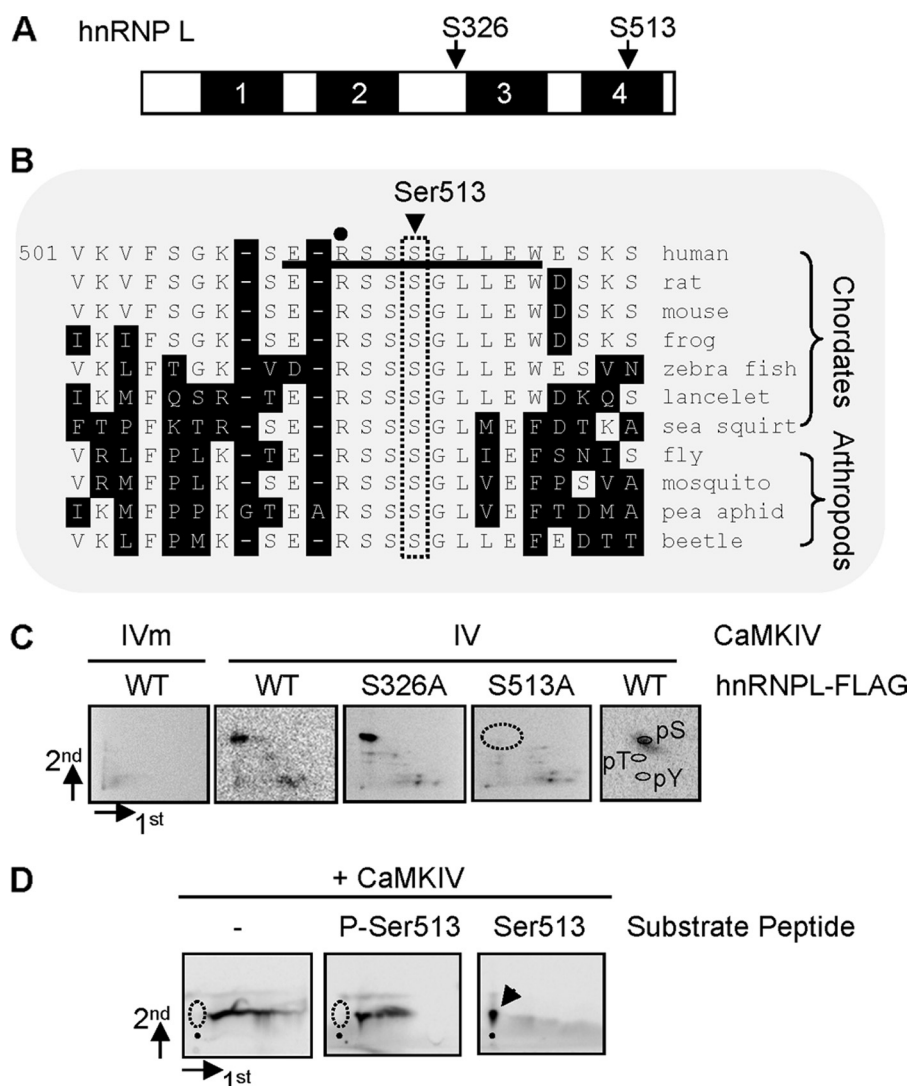 A
hnRNP L
S326 S513
1 2 3 4
B
Ser513
501 V K V F S G K - S E - R S S S G L L E W E S K S human
V K V F S G K - S E - R S S S G L L E W D S K S rat
V K V F S G K - S E - R S S S G L L E W D S K S mouse
I K I F S G K - S E - R S S S G L L E W D S K S frog
V K L F T G K - V D - R S S S G L L E W E S V N zebra fish
I K M F Q S R - T E - R S S S G L L E W D K Q S lancelet
F T P F K T R - S E - R S S S G L M E F D T K A sea squirt
V R L F P L K - T E - R S S S G L I E F S N I S fly
V R M F P L K - S E - R S S S G L V E F P S V A mosquito
I K M F P P K G T E A R S S S G L V E F T D M A pea aphid
V K L F P M K - S E - R S S S G L L E F E D T T beetle
Chordates
Arthropods
C
IVm IV CaMKIV
WT WT S326A S513A WT hnRNPL-FLAG
pS
pT
pY
2nd
1st
D
+ CaMKIV
- P-Ser513 Ser513 Substrate Peptide
2nd
1st